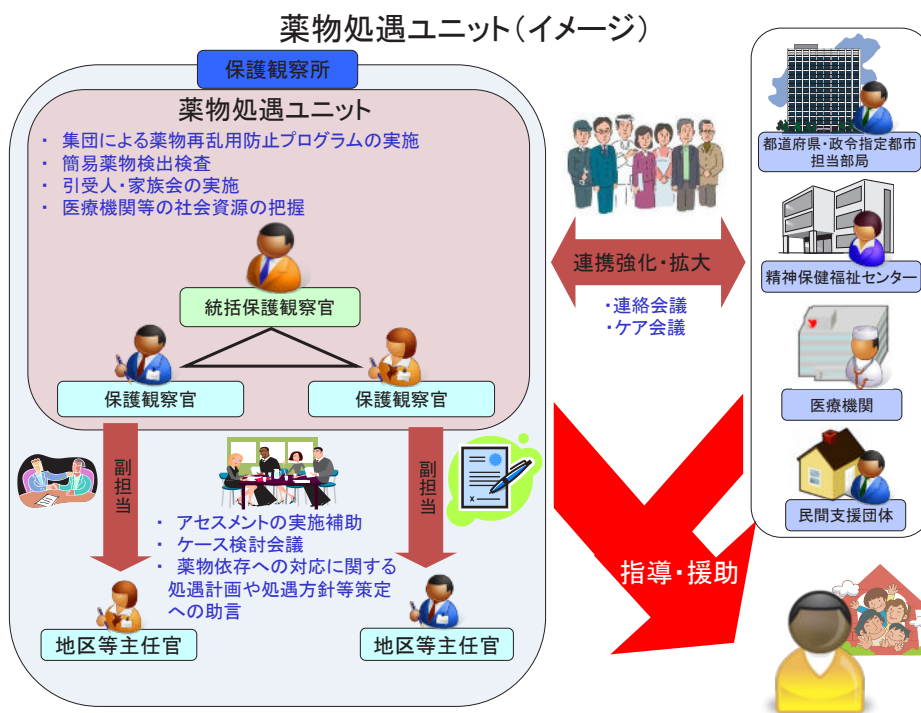 薬物処遇ユニット(イメージ)
保護観察所
薬物処遇ユニット
・ 集団による薬物再乱用防止プログラムの実施
・ 簡易薬物検出検査
・ 引受人・家族会の実施
・ 医療機関等の社会資源の把握
統括保護観察官
保護観察官
保護観察官
副担当
副担当
・ アセスメントの実施補助
・ ケース検討会議
・ 薬物依存への対応に関する
処遇計画や処遇方針等策定
への助言
地区等主任官
地区等主任官
連携強化・拡大
・連絡会議
・ケア会議
都道府県・政令指定都市
担当部局
精神保健福祉センター
医療機関
民間支援団体
指導・援助